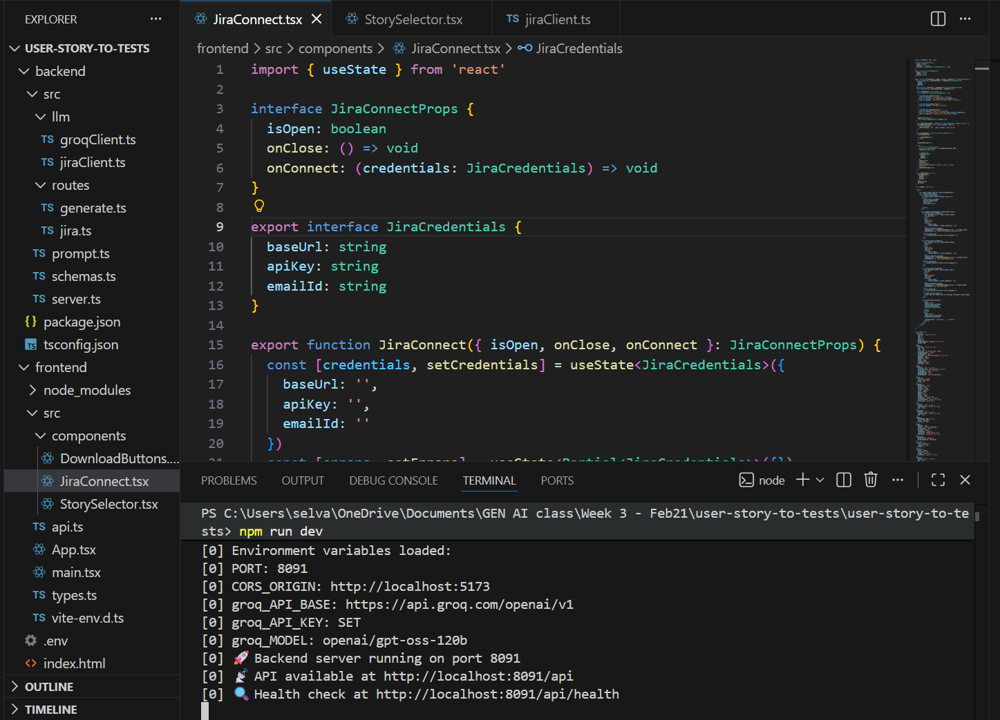 EXPLORER
USER-STORY-TO-TESTS
backend
src
llm
TS groqClient.ts
TS jiraClient.ts
routes
TS generate.ts
TS jira.ts
TS prompt.ts
TS schemas.ts
TS server.ts
{} package.json
TS tsconfig.json
frontend
node_modules
src
components
DownloadButtons....
JiraConnect.tsx
StorySelector.tsx
TS api.ts
App.tsx
main.tsx
TS types.ts
TS vite-env.d.ts
.env
<> index.html
OUTLINE
TIMELINE
JiraConnect.tsx
StorySelector.tsx
TS jiraClient.ts
frontend > src > components > JiraConnect.tsx > JiraCredentials
1 import { useState } from 'react'
2
3 interface JiraConnectProps {
4 isOpen: boolean
5 onClose: () => void
6 onConnect: (credentials: JiraCredentials) => void
7 }
8
9 export interface JiraCredentials {
10 baseUrl: string
11 apiKey: string
12 emailId: string
13 }
14
15 export function JiraConnect({ isOpen, onClose, onConnect }: JiraConnectProps) {
16 const [credentials, setCredentials] = useState<JiraCredentials>({
17 baseUrl: '',
18 apiKey: '',
19 emailId: ''
20 })
21 const [errors, setErrors] = useState<Partial<JiraCredentials>>({})
PROBLEMS
OUTPUT
DEBUG CONSOLE
TERMINAL
PORTS
node
PS C:\Users\selva\OneDrive\Documents\GEN AI class\Week 3 - Feb21\user-story-to-tests\user-story-to-te
sts> npm run dev
[0] Environment variables loaded:
[0] PORT: 8091
[0] CORS_ORIGIN: http://localhost:5173
[0] groq_API_BASE: https://api.groq.com/openai/v1
[0] groq_API_KEY: SET
[0] groq_MODEL: openai/gpt-oss-120b
[0] 🚀 Backend server running on port 8091
[0] 📡 API available at http://localhost:8091/api
[0] 🔍 Health check at http://localhost:8091/api/health